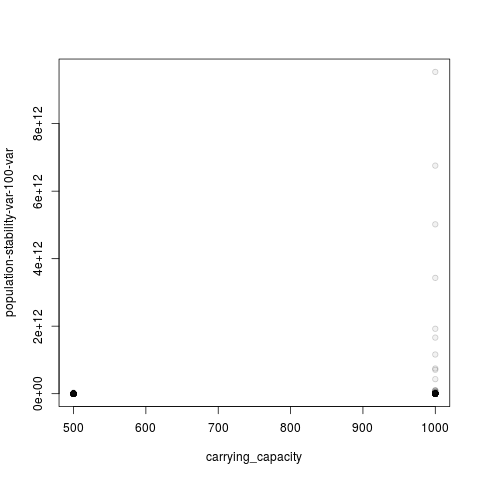 population-stability-var-100-var
8e+12
6e+12
4e+12
2e+12
0e+00
500 600 700 800 900 1000
carrying_capacity